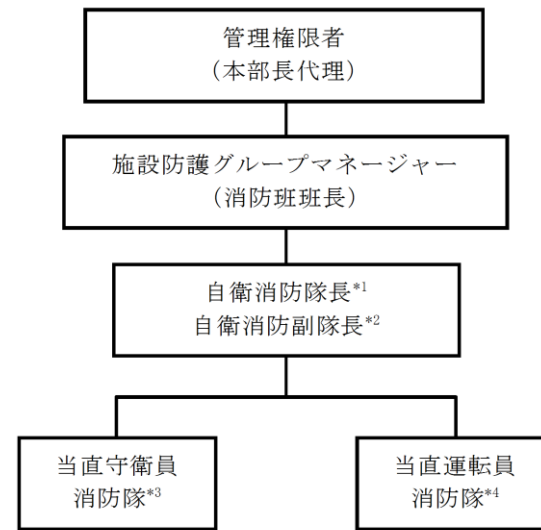 管理権限者
（本部長代理）
施設防護グループマネージャー
（消防班班長）
自衛消防隊長*1
自衛消防副隊長*2
当直守衛員
消防隊*3
当直運転員
消防隊*4